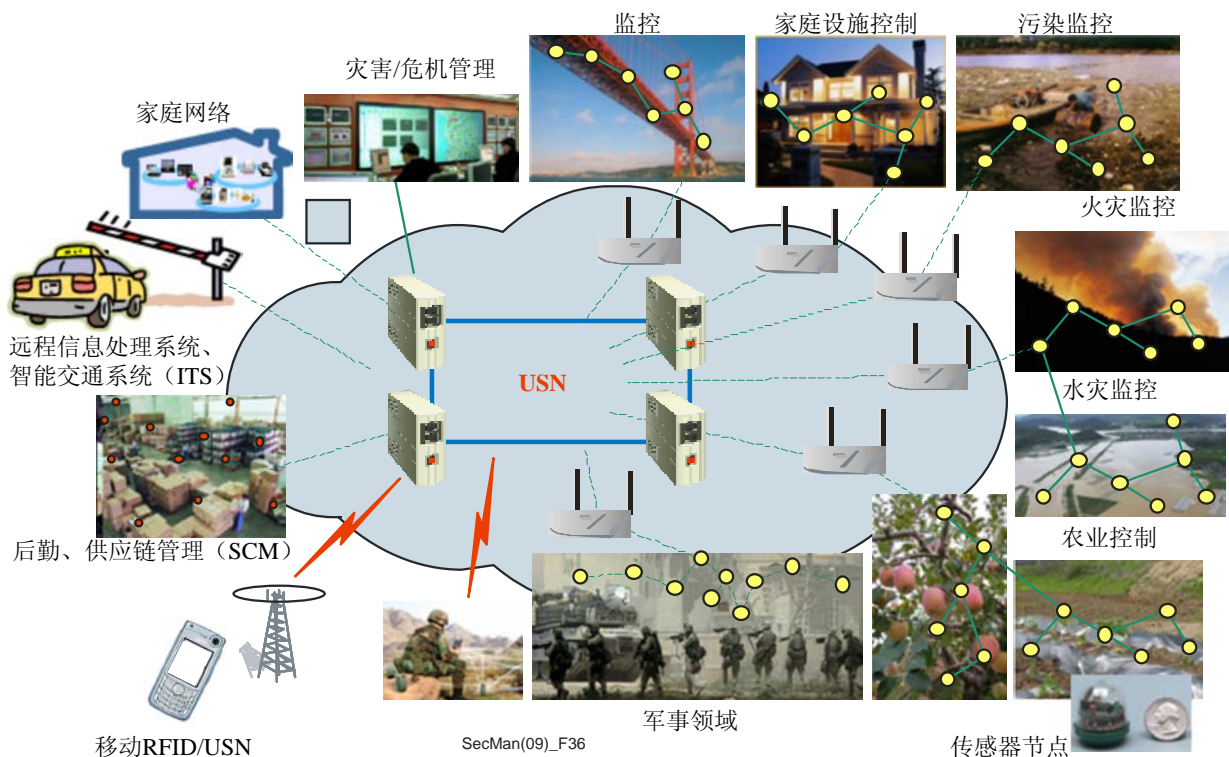 监控
家庭设施控制
污染监控
灾害/危机管理
家庭网络
火灾监控
远程信息处理系统、
智能交通系统（ITS）
USN
水灾监控
后勤、供应链管理（SCM）
农业控制
军事领域
移动RFID/USN
SecMan(09)_F36
传感器节点